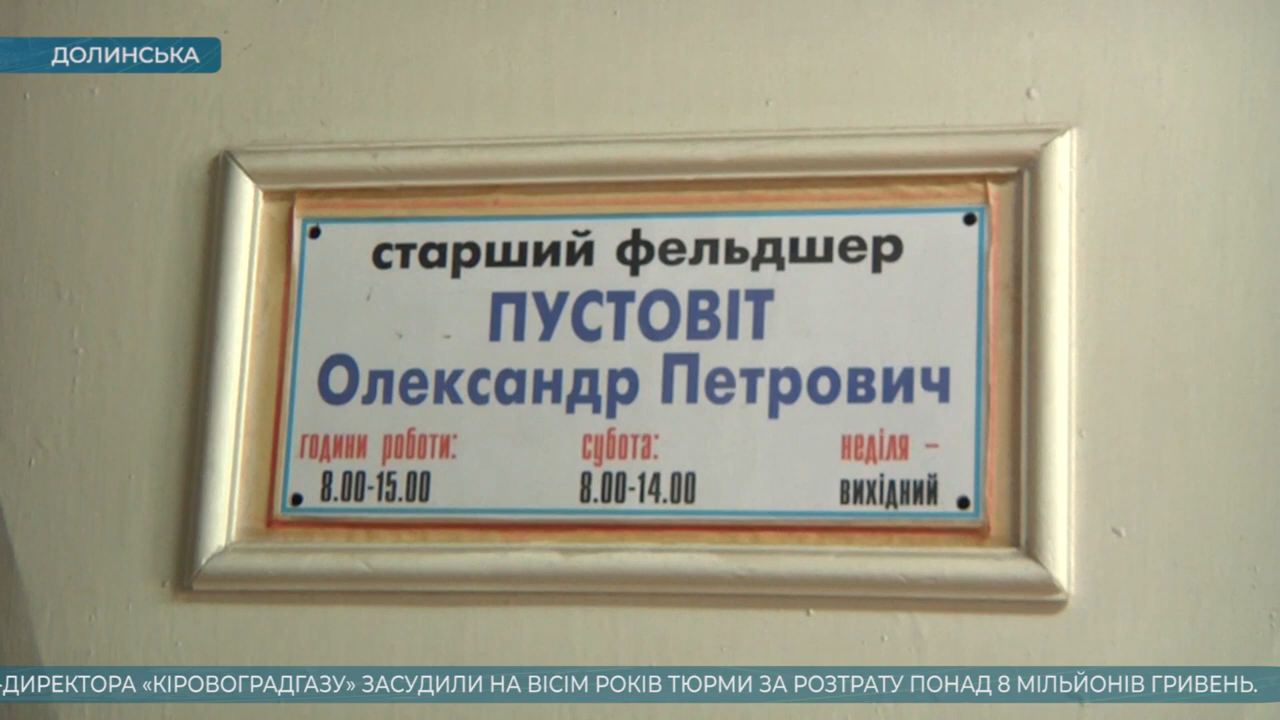 ДОЛИНСЬКА
старший фельдшер
ПУСТОВІТ
Олександр Петрович
години роботи: субота: неділя –
8.00-15.00 8.00-14.00 вихідний
-ДИРЕКТОРА «КІРОВОГРАДГАЗУ» ЗАСУДИЛИ НА ВІСІМ РОКІВ ТЮРМИ ЗА РОЗТРАТУ ПОНАД 8 МІЛЬЙОНІВ ГРИВЕНЬ.